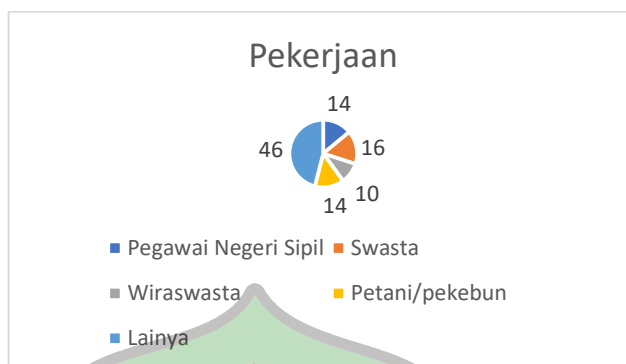 Pekerjaan
14
46
16
10
14
Pegawai Negeri Sipil
Swasta
Wiraswasta
Petani/pekebun
Lainya